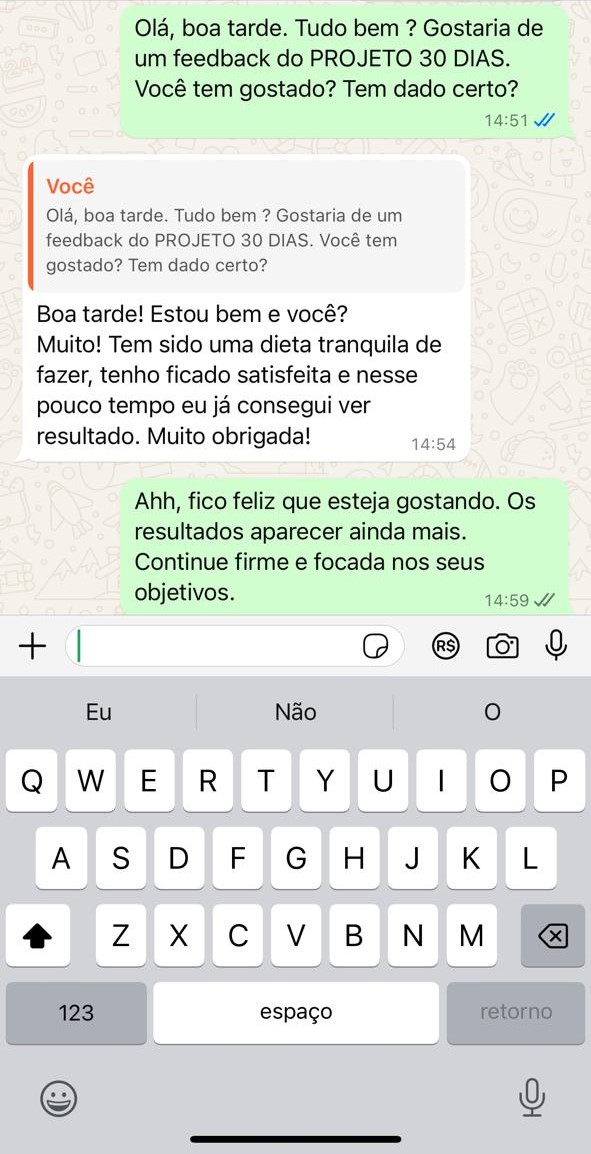 Olá, boa tarde. Tudo bem ? Gostaria de
um feedback do PROJETO 30 DIAS.
Você tem gostado? Tem dado certo?
14:51
Você
Olá, boa tarde. Tudo bem ? Gostaria de um
feedback do PROJETO 30 DIAS. Você tem
gostado? Tem dado certo?
Boa tarde! Estou bem e você?
Muito! Tem sido uma dieta tranquila de
fazer, tenho ficado satisfeita e nesse
pouco tempo eu já consegui ver
resultado. Muito obrigada!
14:54
Ahh, fico feliz que esteja gostando. Os
resultados aparecer ainda mais.
Continue firme e focada nos seus
objetivos.
14:59
R$
Eu Não O
Q W E R T Y U I O P
A S D F G H J K L
Z X C V B N M
123 espaço retorno